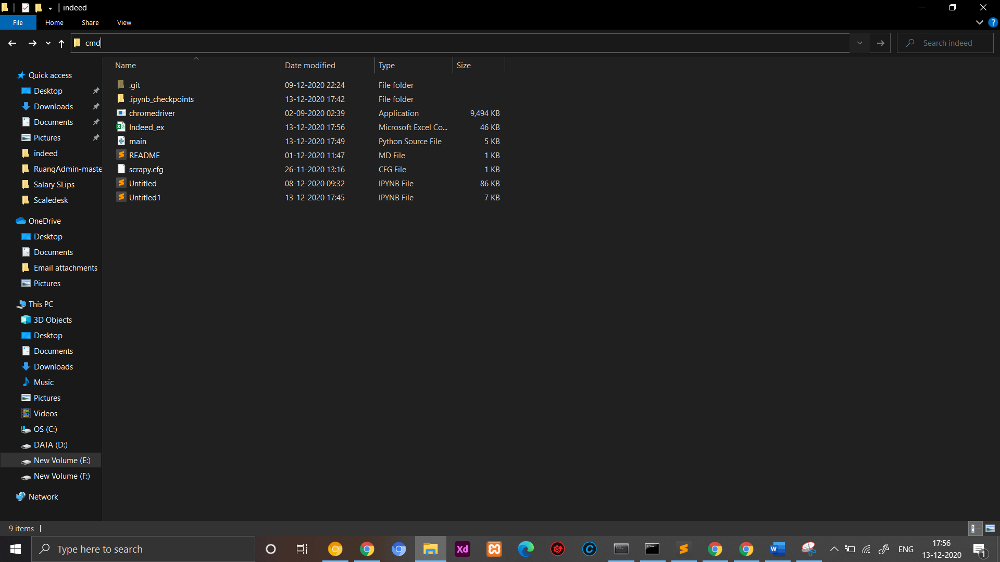 indeed
File Home Share View
cmd
Search indeed
Name Date modified Type Size
.git 09-12-2020 22:24 File folder
.ipynb_checkpoints 13-12-2020 17:42 File folder
chromedriver 02-09-2020 02:39 Application 9,494 KB
Indeed_ex 13-12-2020 17:56 Microsoft Excel Co... 46 KB
main 13-12-2020 17:49 Python Source File 5 KB
README 01-12-2020 11:47 MD File 1 KB
scrapy.cfg 26-11-2020 13:16 CFG File 1 KB
Untitled 08-12-2020 09:32 IPYNB File 86 KB
Untitled1 13-12-2020 17:45 IPYNB File 7 KB
Quick access
Desktop
Downloads
Documents
Pictures
indeed
RuangAdmin-maste
Salary SLips
Scaledesk
OneDrive
Desktop
Documents
Email attachments
Pictures
This PC
3D Objects
Desktop
Documents
Downloads
Music
Pictures
Videos
OS (C:)
DATA (D:)
New Volume (E:)
New Volume (F:)
Network
9 items
Type here to search
Xd
ENG
17:56
13-12-2020
1